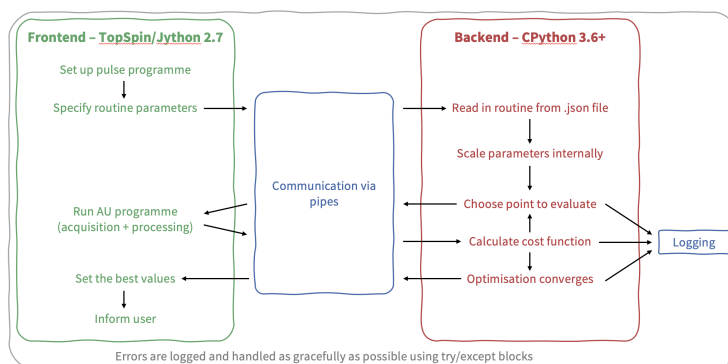 Frontend – TopSpin/Jython 2.7
Set up pulse programme
Specify routine parameters
Run AU programme
(acquisition + processing)
Set the best values
Inform user
Communication via
pipes
Backend – CPython 3.6+
Read in routine from .json file
Scale parameters internally
Choose point to evaluate
Calculate cost function
Optimisation converges
Logging
Errors are logged and handled as gracefully as possible using try/except blocks